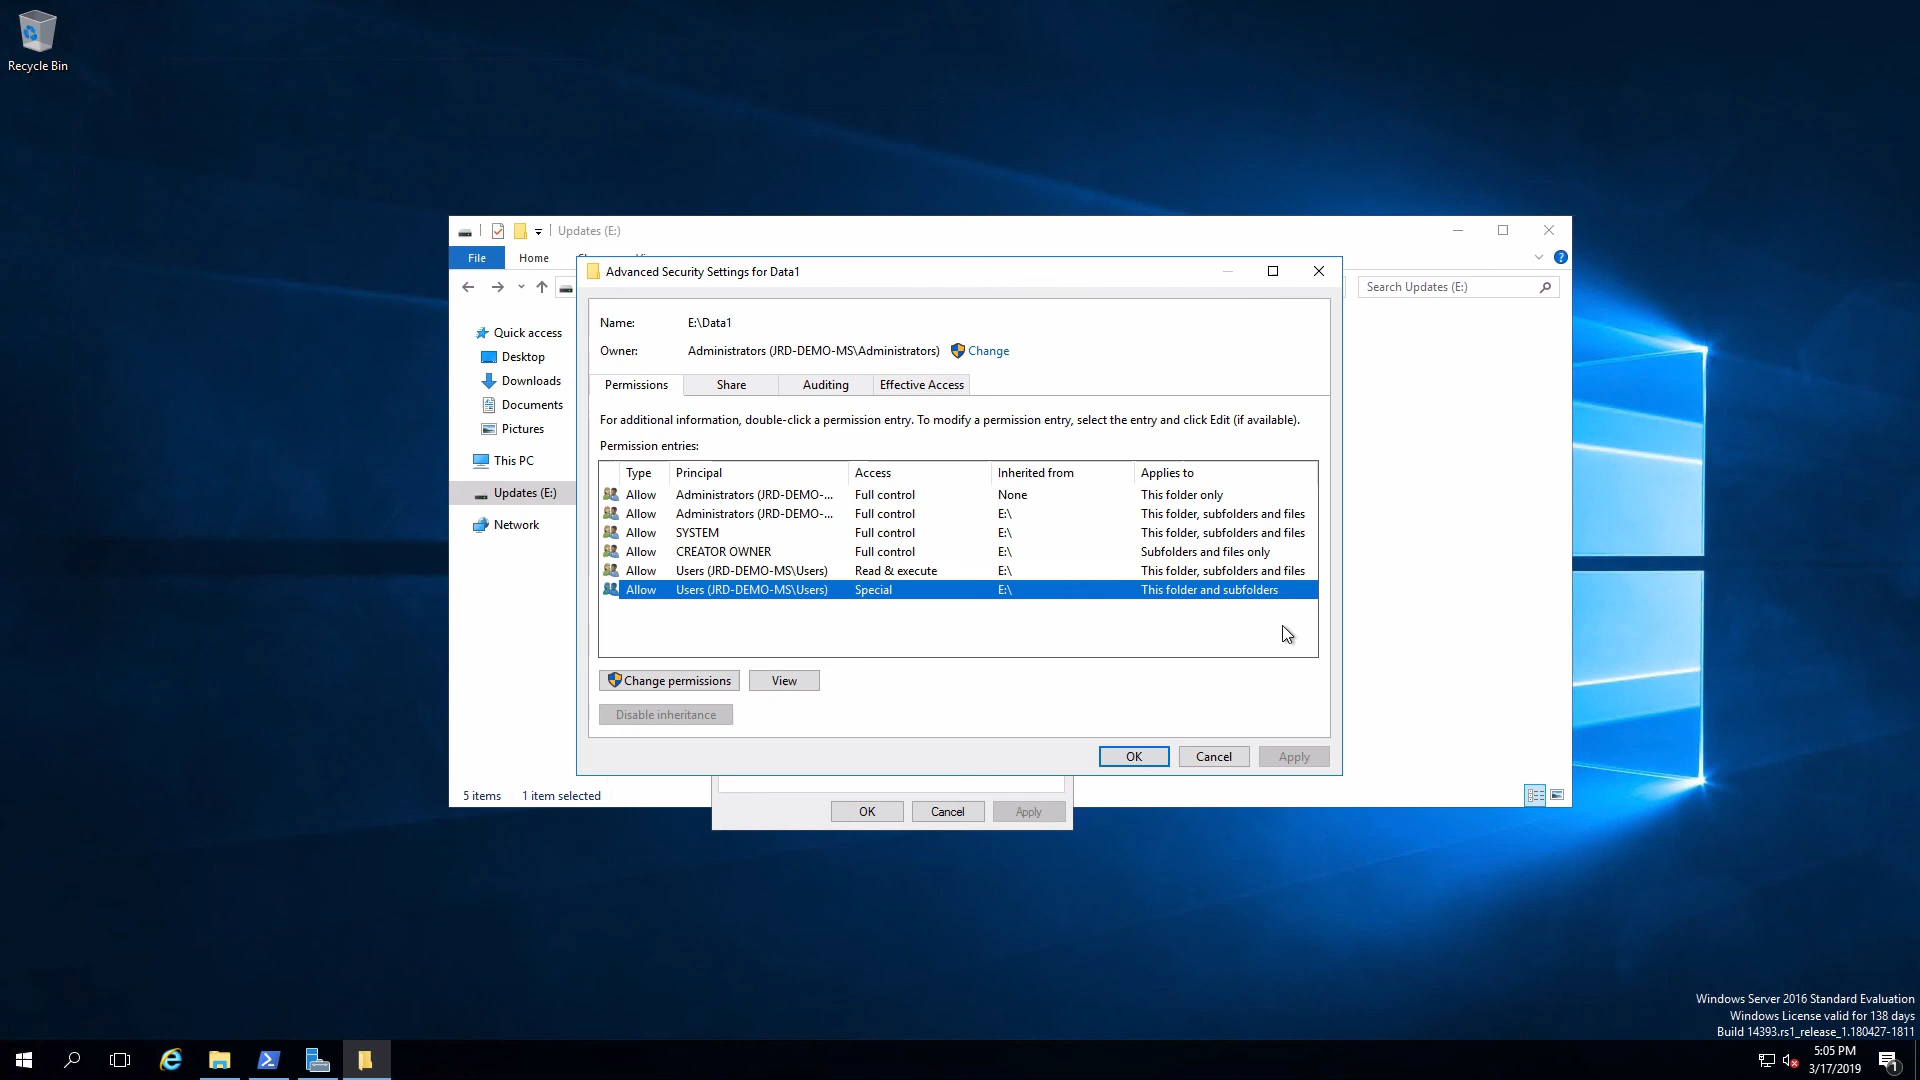 Recycle Bin
Updates (E:)
File
Home
Advanced Security Settings for Data1
Search Updates (E:)
Quick access
Desktop
Downloads
Documents
Pictures
This PC
Updates (E:)
Network
Name:
E:\Data1
Owner:
Administrators (JRD-DEMO-MS\Administrators)
Change
Permissions
Share
Auditing
Effective Access
For additional information, double-click a permission entry. To modify a permission entry, select the entry and click Edit (if available).
Permission entries:
Type Principal Access Inherited from Applies to
Allow Administrators (JRD-DEMO-... Full control None This folder only
Allow Administrators (JRD-DEMO-... Full control E:\ This folder, subfolders and files
Allow SYSTEM Full control E:\ This folder, subfolders and files
Allow CREATOR OWNER Full control E:\ Subfolders and files only
Allow Users (JRD-DEMO-MS\Users) Read & execute E:\ This folder, subfolders and files
Allow Users (JRD-DEMO-MS\Users) Special E:\ This folder and subfolders
Change permissions
View
Disable inheritance
OK
Cancel
Apply
5 items
1 item selected
OK
Cancel
Apply
Windows Server 2016 Standard Evaluation
Windows License valid for 138 days
Build 14393.rs1_release_1.180427-1811
5:05 PM
3/17/2019
1